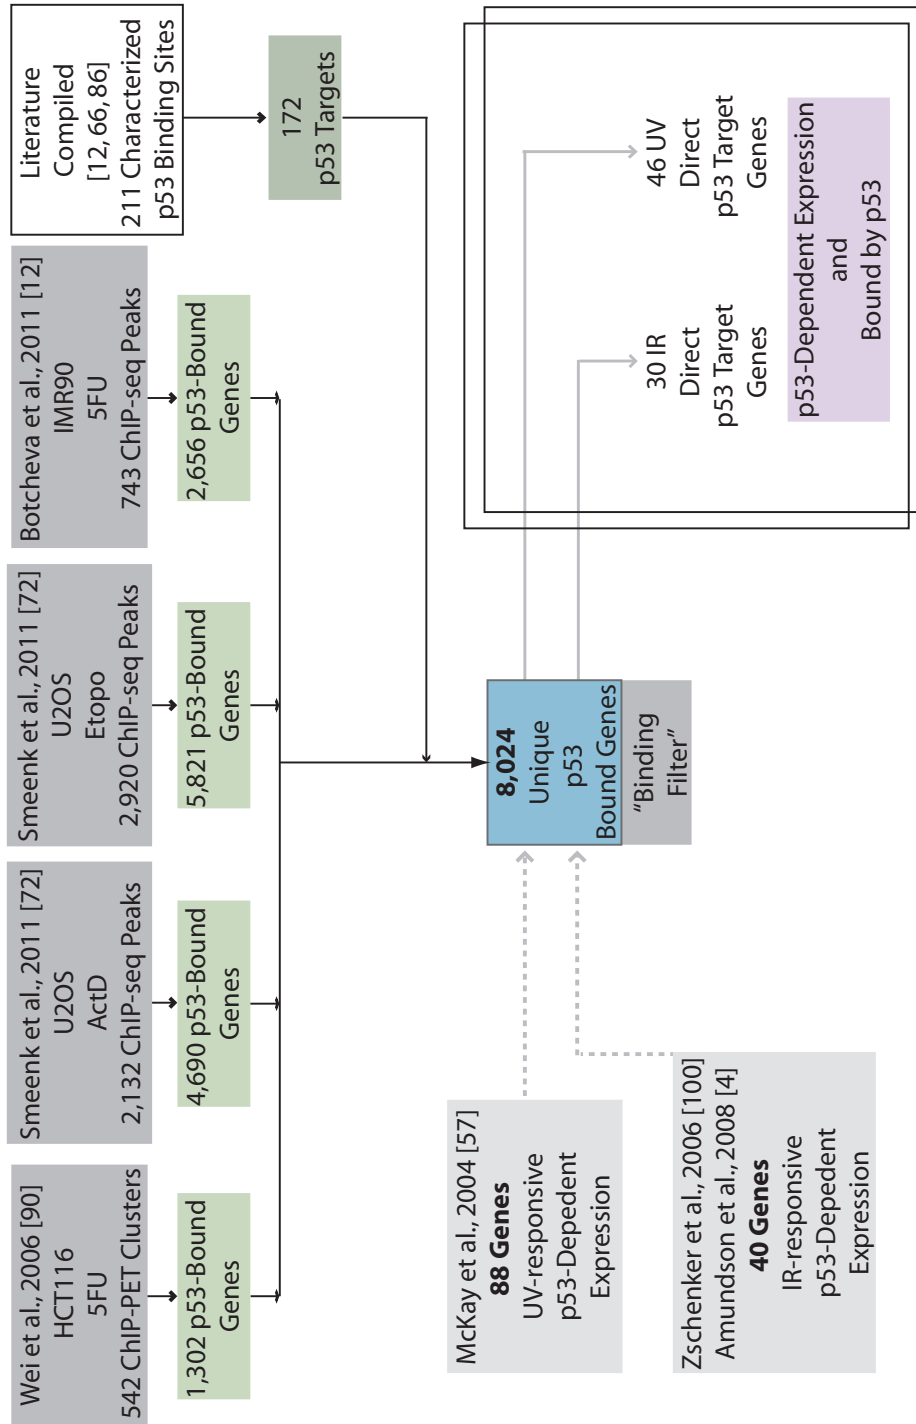 Wei et al., 2006 [90]
HCT116
5FU
542 ChIP-PET Clusters
1,302 p53-Bound
Genes
Smeenk et al., 2011 [72]
U2OS
ActD
2,132 ChIP-seq Peaks
4,690 p53-Bound
Genes
Smeenk et al., 2011 [72]
U2OS
Etopo
2,920 ChIP-seq Peaks
5,821 p53-Bound
Genes
Botcheva et al., 2011 [12]
IMR90
5FU
743 ChIP-seq Peaks
2,656 p53-Bound
Genes
Literature
Compiled
[12, 66, 86]
211 Characterized
p53 Binding Sites
172
p53 Targets
McKay et al., 2004 [57]
88 Genes
UV-responsive
p53-Depedent
Expression
Zschenker et al., 2006 [100]
Amundson et al., 2008 [4]
40 Genes
IR-responsive
p53-Depedent
Expression
8,024
Unique
p53
Bound Genes
“Binding
Filter”
30 IR
Direct
p53 Target
Genes
46 UV
Direct
p53 Target
Genes
p53-Dependent Expression
and
Bound by p53